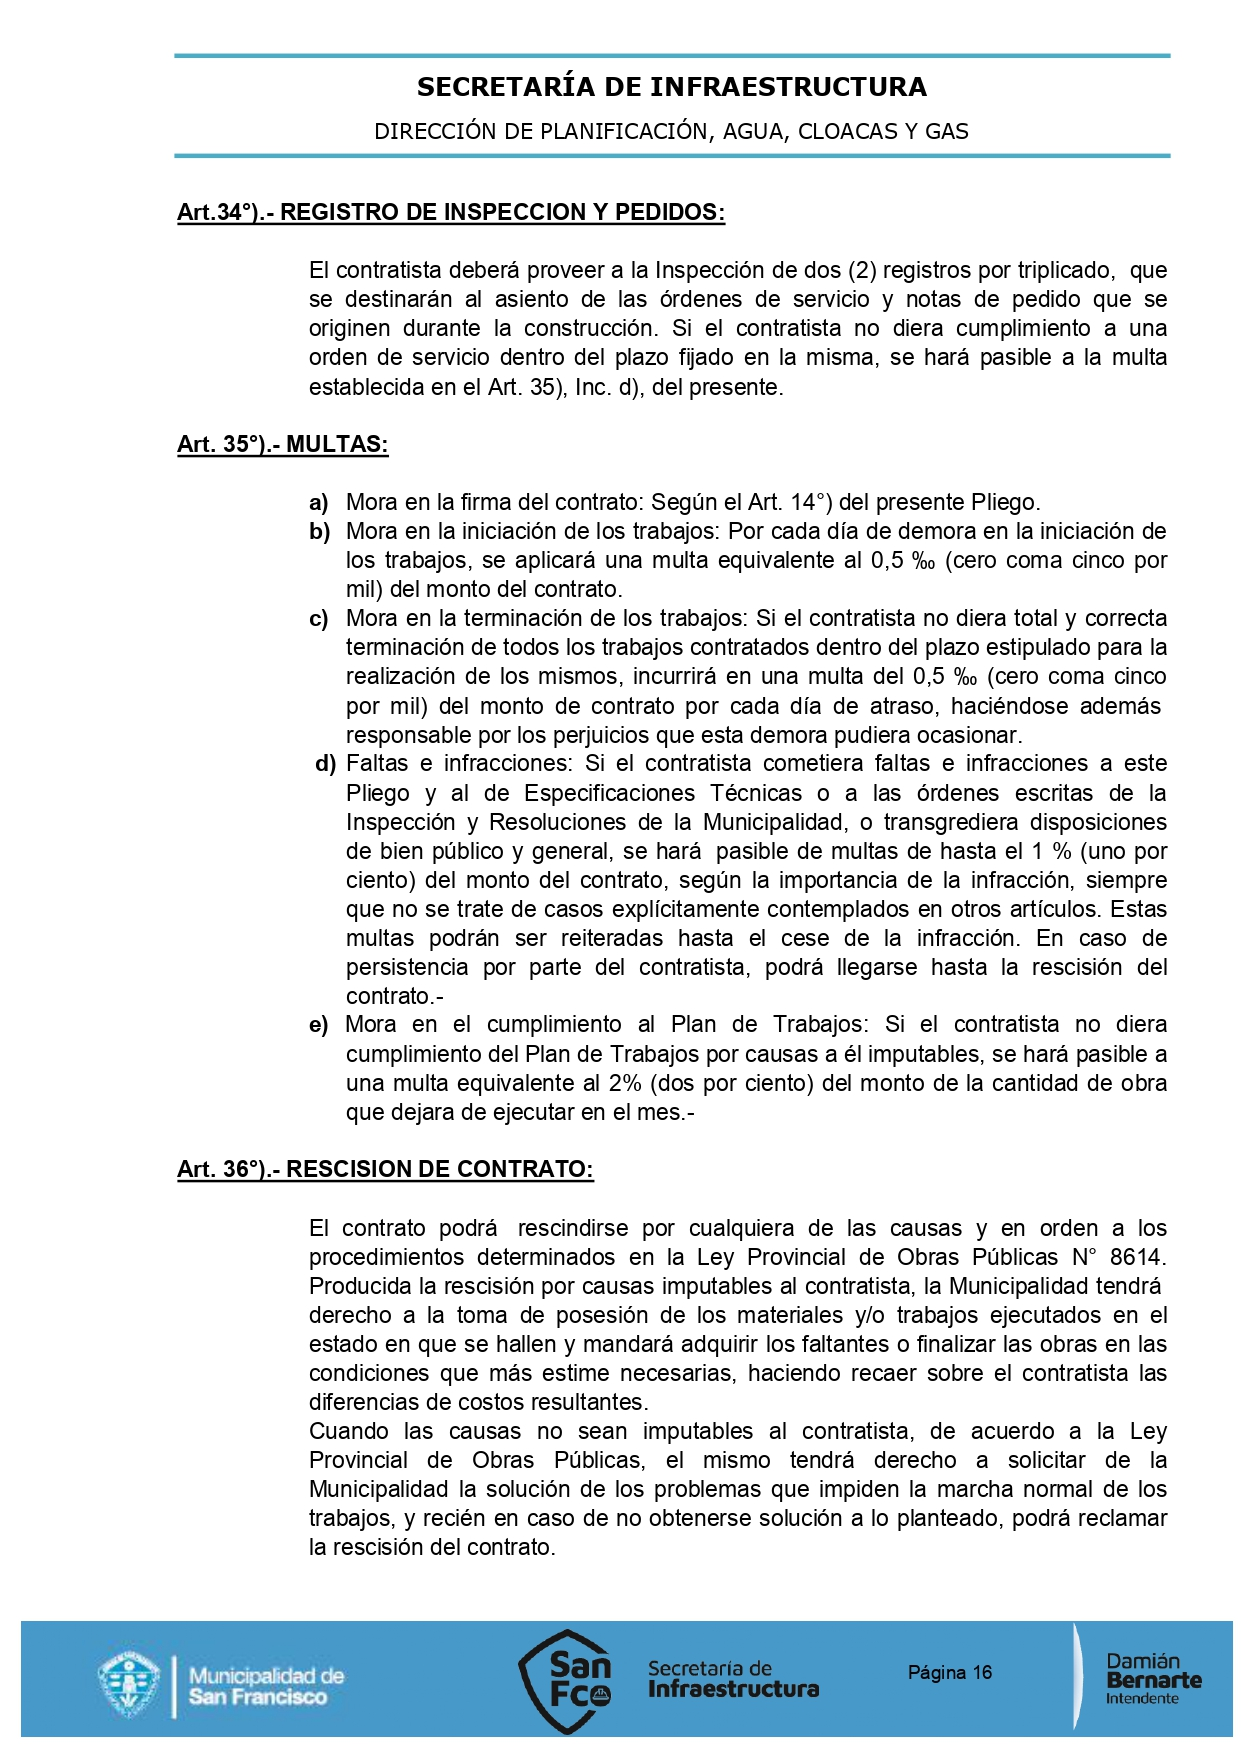 SECRETARÍA DE INFRAESTRUCTURA
DIRECCIÓN DE PLANIFICACIÓN, AGUA, CLOACAS Y GAS
Art.34°).- REGISTRO DE INSPECCION Y PEDIDOS:
El contratista deberá proveer a la Inspección de dos (2) registros por triplicado, que
se destinarán al asiento de las órdenes de servicio y notas de pedido que se
originen durante la construcción. Si el contratista no diera cumplimiento a una
orden de servicio dentro del plazo fijado en la misma, se hará pasible a la multa
establecida en el Art. 35), Inc. d), del presente.
Art. 35°).- MULTAS:
a) Mora en la firma del contrato: Según el Art. 14°) del presente Pliego.
b) Mora en la iniciación de los trabajos: Por cada día de demora en la iniciación de
los trabajos, se aplicará una multa equivalente al 0,5 ‰ (cero coma cinco por
mil) del monto del contrato.
c) Mora en la terminación de los trabajos: Si el contratista no diera total y correcta
terminación de todos los trabajos contratados dentro del plazo estipulado para la
realización de los mismos, incurrirá en una multa del 0,5 ‰ (cero coma cinco
por mil) del monto de contrato por cada día de atraso, haciéndose además
responsable por los perjuicios que esta demora pudiera ocasionar.
d) Faltas e infracciones: Si el contratista cometiera faltas e infracciones a este
Pliego y al de Especificaciones Técnicas o a las órdenes escritas de la
Inspección y Resoluciones de la Municipalidad, o transgrediera disposiciones
de bien público y general, se hará pasible de multas de hasta el 1 % (uno por
ciento) del monto del contrato, según la importancia de la infracción, siempre
que no se trate de casos explícitamente contemplados en otros artículos. Estas
multas podrán ser reiteradas hasta el cese de la infracción. En caso de
persistencia por parte del contratista, podrá llegarse hasta la rescisión del
contrato.-
e) Mora en el cumplimiento al Plan de Trabajos: Si el contratista no diera
cumplimiento del Plan de Trabajos por causas a él imputables, se hará pasible a
una multa equivalente al 2% (dos por ciento) del monto de la cantidad de obra
que dejara de ejecutar en el mes.-
Art. 36°).- RESCISION DE CONTRATO:
El contrato podrá rescindirse por cualquiera de las causas y en orden a los
procedimientos determinados en la Ley Provincial de Obras Públicas N° 8614.
Producida la rescisión por causas imputables al contratista, la Municipalidad tendrá
derecho a la toma de posesión de los materiales y/o trabajos ejecutados en el
estado en que se hallen y mandará adquirir los faltantes o finalizar las obras en las
condiciones que más estime necesarias, haciendo recaer sobre el contratista las
diferencias de costos resultantes.
Cuando las causas no sean imputables al contratista, de acuerdo a la Ley
Provincial de Obras Públicas, el mismo tendrá derecho a solicitar de la
Municipalidad la solución de los problemas que impiden la marcha normal de los
trabajos, y recién en caso de no obtenerse solución a lo planteado, podrá reclamar
la rescisión del contrato.
Municipalidad de
San Francisco
San
Fco
Secretaría de
Infraestructura
Página 16
Damián
Bernarte
Intendente